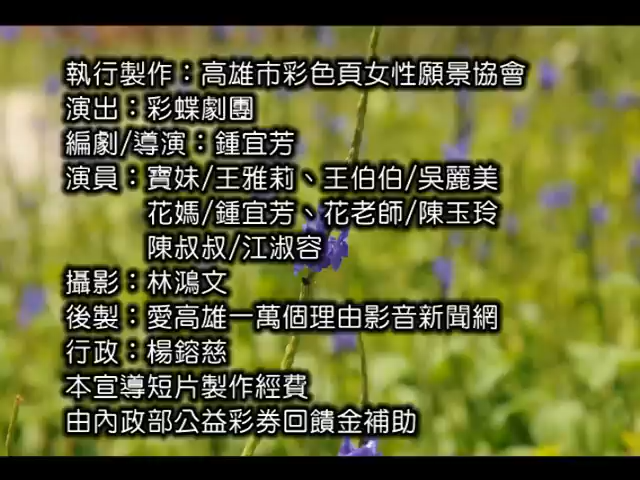 執行製作：高雄市彩色頁女性願景協會
演出：彩蝶劇團
編劇/導演：鍾宜芳
演員：寶妹/王雅莉、王伯伯/吳麗美
花媽/鍾宜芳、花老師/陳玉玲
陳叔叔/江淑容
攝影：林鴻文
後製：愛高雄一萬個理由影音新聞網
行政：楊鎔慈
本宣導短片製作經費
由內政部公益彩券回饋金補助